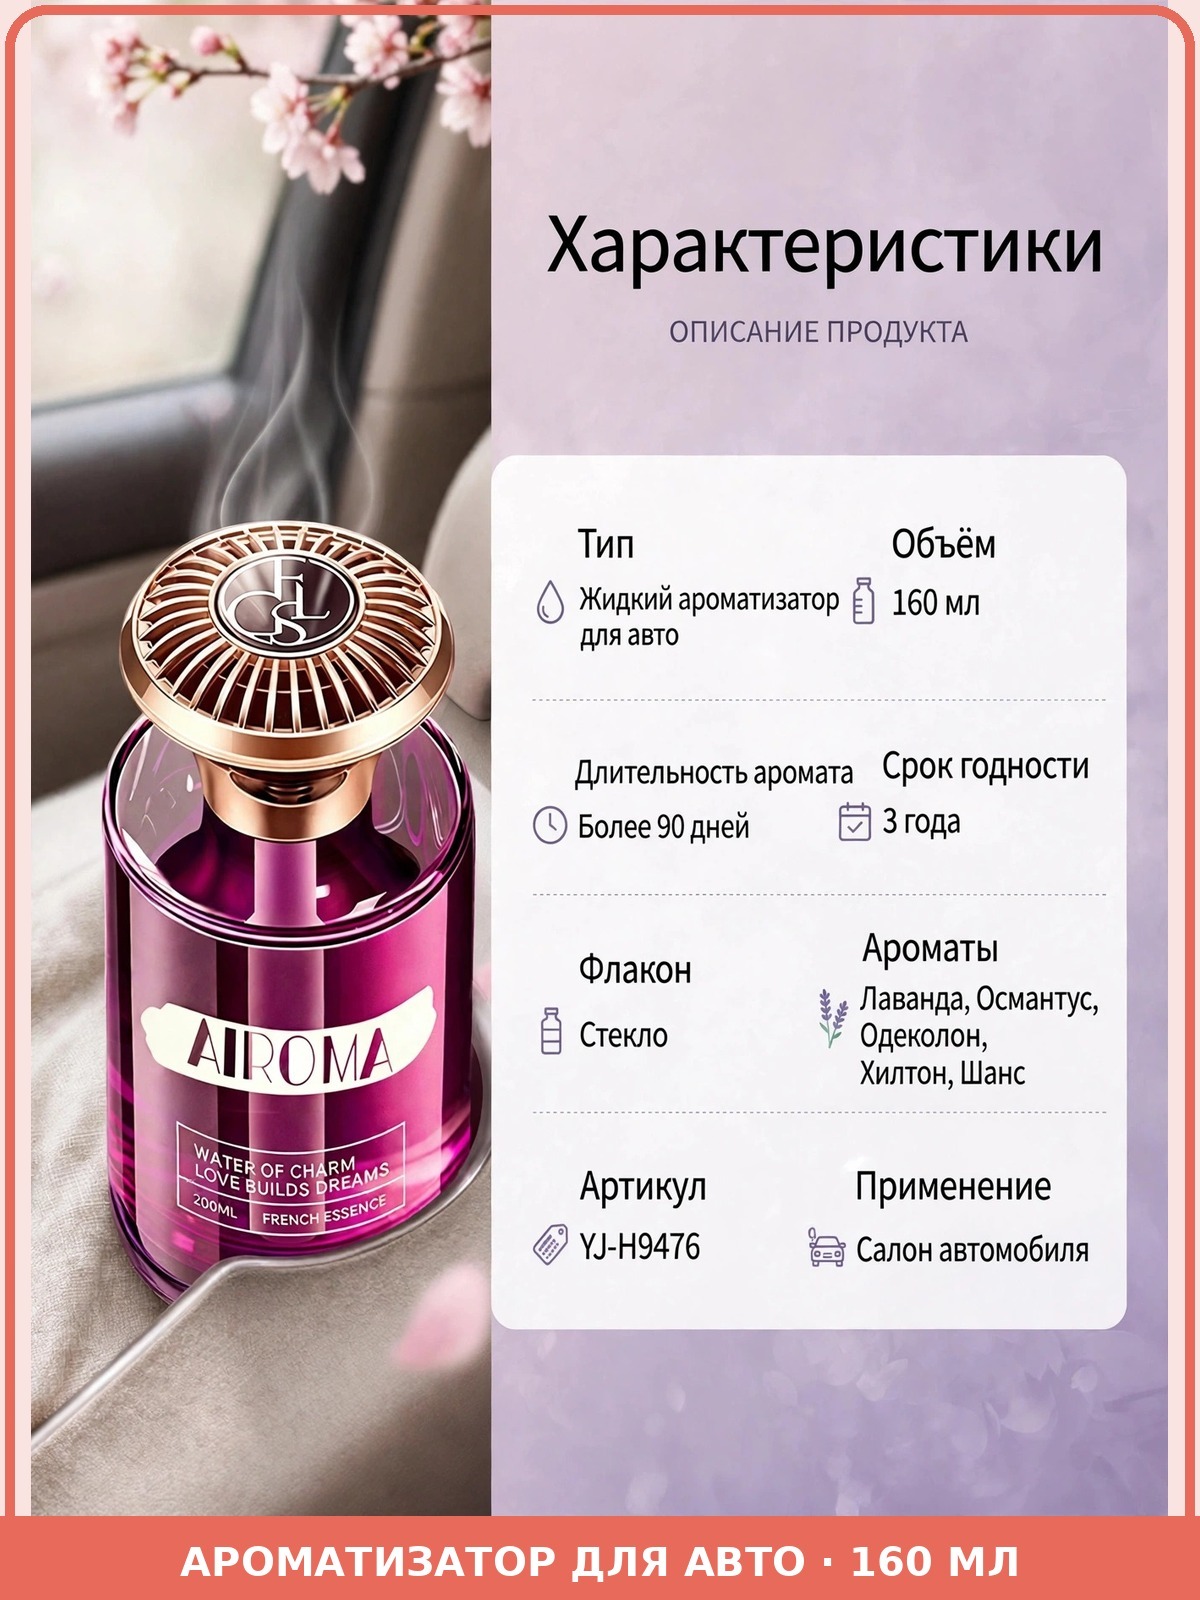 Характеристики
ОПИСАНИЕ ПРОДУКТА
Тип
Жидкий ароматизатор
для авто
Объём
160 мл
Длительность аромата
Более 90 дней
Срок годности
3 года
Флакон
Стекло
Ароматы
Лаванда, Османтус,
Одеколон,
Хилтон, Шанс
Артикул
YJ-H9476
Применение
Салон автомобиля
AIROMA
WATER OF CHARM
LOVE BUILDS DREAMS
200ML
FRENCH ESSENCE
АРОМАТИЗАТОР ДЛЯ АВТО · 160 МЛ